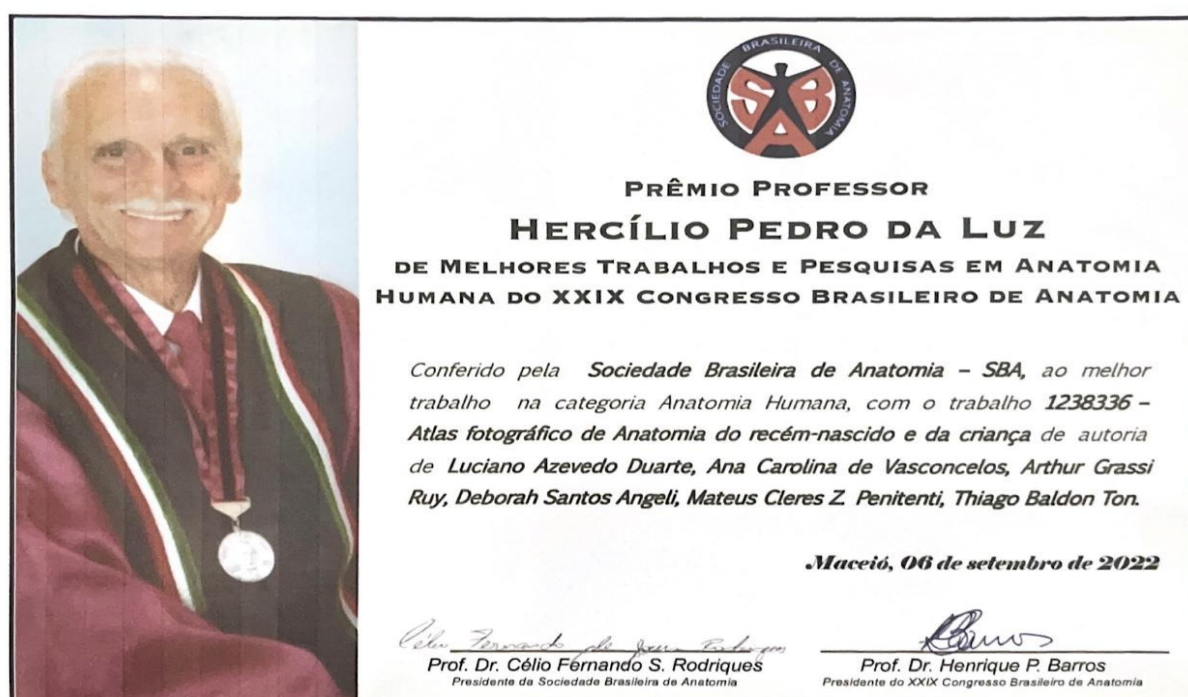 SOCIEDADE BRASILEIRA DE ANATOMIA
SBA
PRÊMIO PROFESSOR
HERCÍLIO PEDRO DA LUZ
DE MELHORES TRABALHOS E PESQUISAS EM ANATOMIA
HUMANA DO XXIX CONGRESSO BRASILEIRO DE ANATOMIA
Conferido pela Sociedade Brasileira de Anatomia – SBA, ao melhor
trabalho na categoria Anatomia Humana, com o trabalho 1238336 –
Atlas fotográfico de Anatomia do recém-nascido e da criança de autoria
de Luciano Azevedo Duarte, Ana Carolina de Vasconcelos, Arthur Grassi
Ruy, Deborah Santos Angeli, Mateus Cleres Z. Penitenti, Thiago Baldon Ton.
Maceió, 06 de setembro de 2022
Prof. Dr. Célio Fernando S. Rodriques
Presidente da Sociedade Brasileira de Anatomia
Prof. Dr. Henrique P. Barros
Presidente do XXIX Congresso Brasileiro de Anatomia